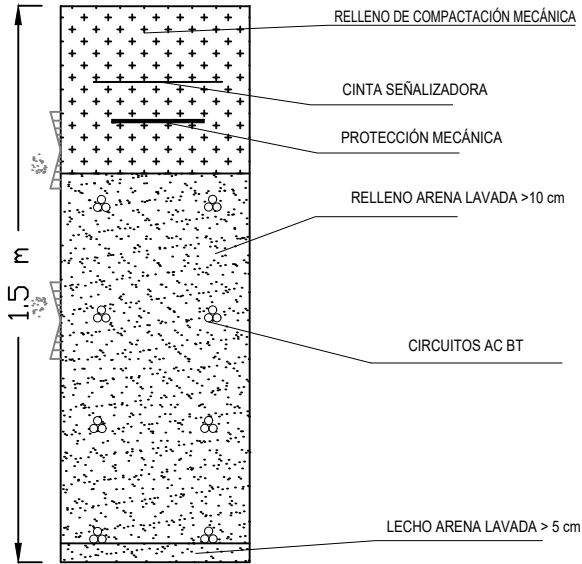 RELLENO DE COMPACTACIÓN MECÁNICA
CINTA SEÑALIZADORA
PROTECCIÓN MECÁNICA
RELLENO ARENA LAVADA >10 cm
1.5 m
CIRCUITOS AC BT
LECHO ARENA LAVADA > 5 cm